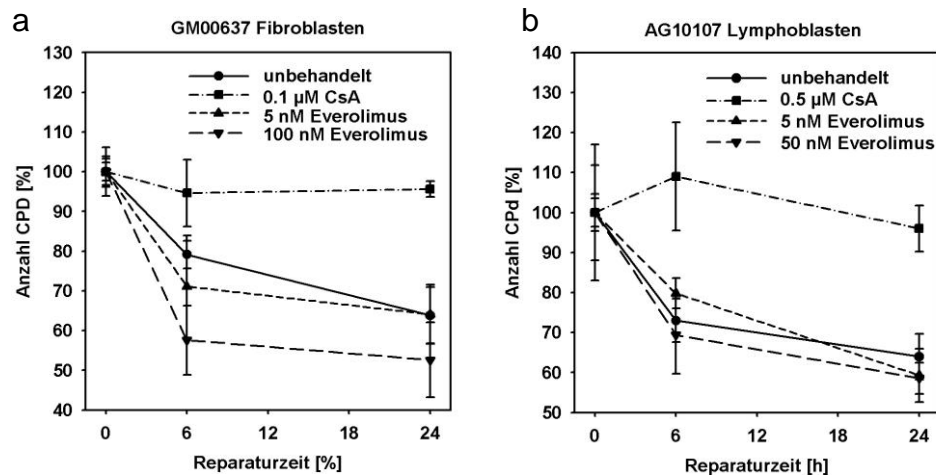 a
GM00637 Fibroblasten
130
120
110
100
90
80
70
60
50
40
Anzahl CPD [%]
unbehandelt
0.1 µM CsA
5 nM Everolimus
100 nM Everolimus
0 6 12 18 24
Reparaturzeit [%]
b
AG10107 Lymphoblasten
140
130
120
110
100
90
80
70
60
50
Anzahl CPd [%]
unbehandelt
0.5 µM CsA
5 nM Everolimus
50 nM Everolimus
0 6 12 18 24
Reparaturzeit [h]